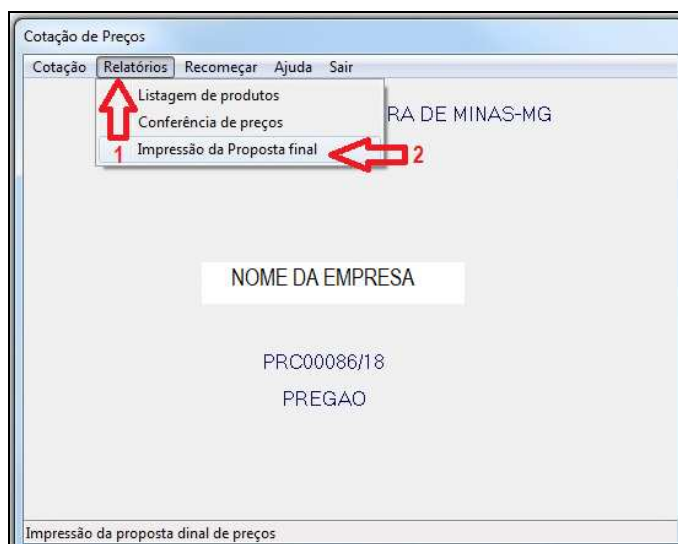 Cotação de Preços
Cotação Relatórios Recomeçar Ajuda Sair
Listagem de produtos
RA DE MINAS-MG
Conferência de preços
1 Impressão da Proposta final 2
NOME DA EMPRESA
PRC00086/18
PREGAO
Impressão da proposta dinal de preços